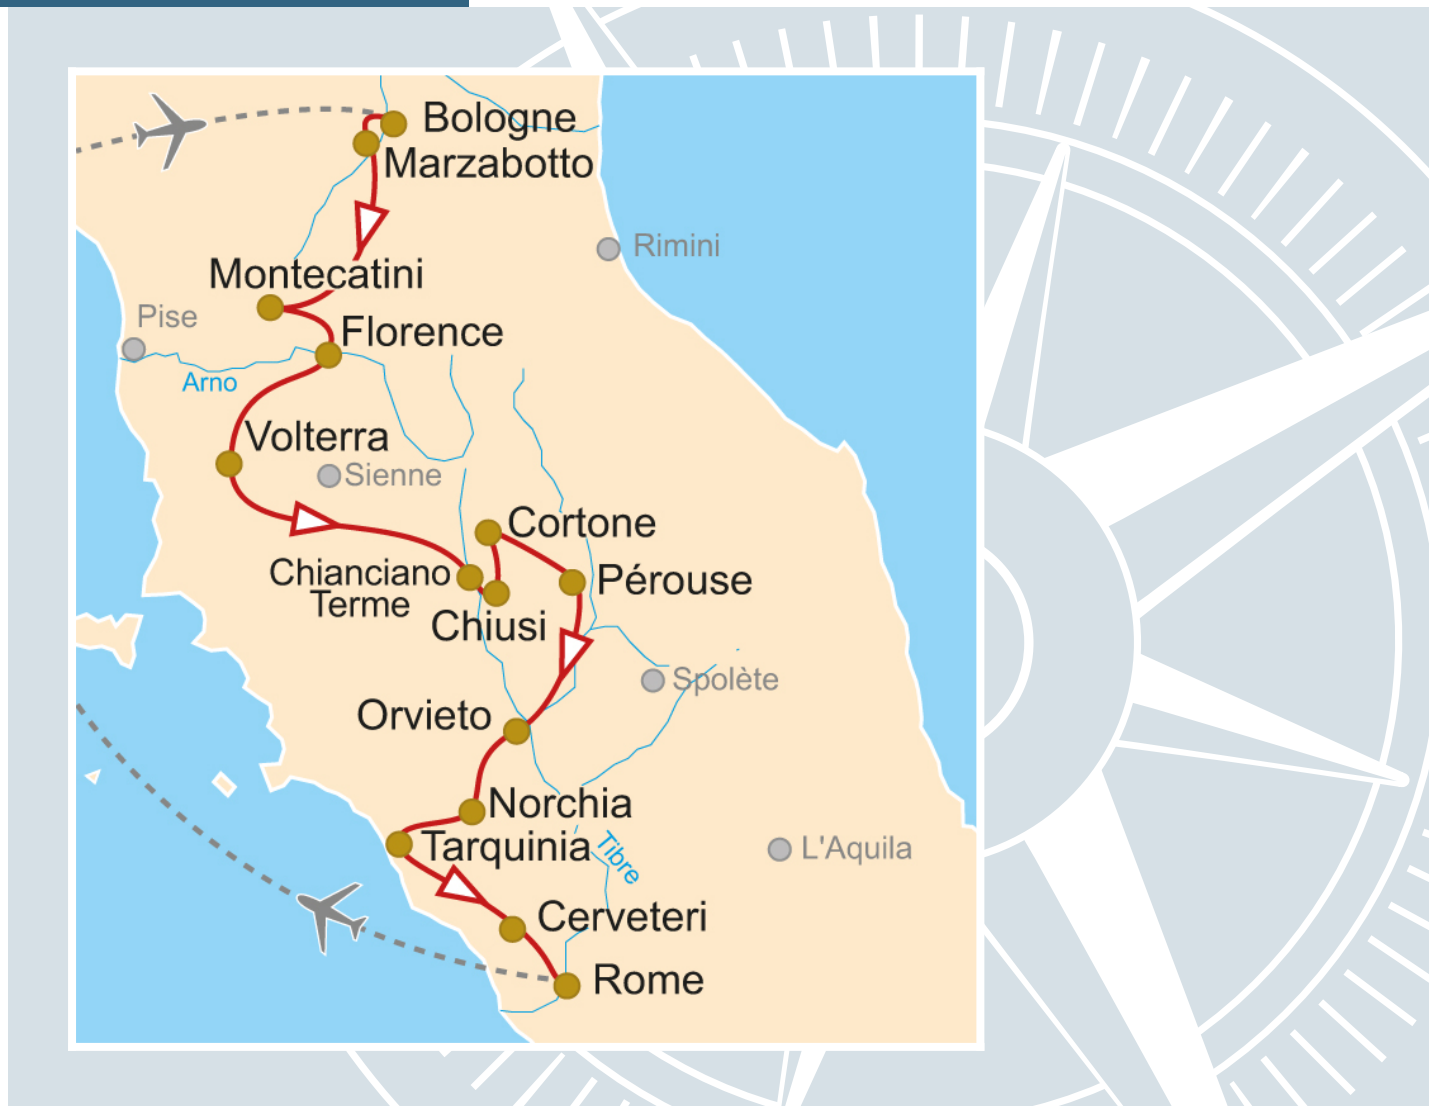 Bologne
Marzabotto
Rimini
Montecatini
Pise
Florence
Arno
Volterra
Sienne
Cortone
Chianciano
Terme
Pérouse
Chiusi
Spolète
Orvieto
Norchia
Tarquinia
Tibre
L'Aquila
Cerveteri
Rome